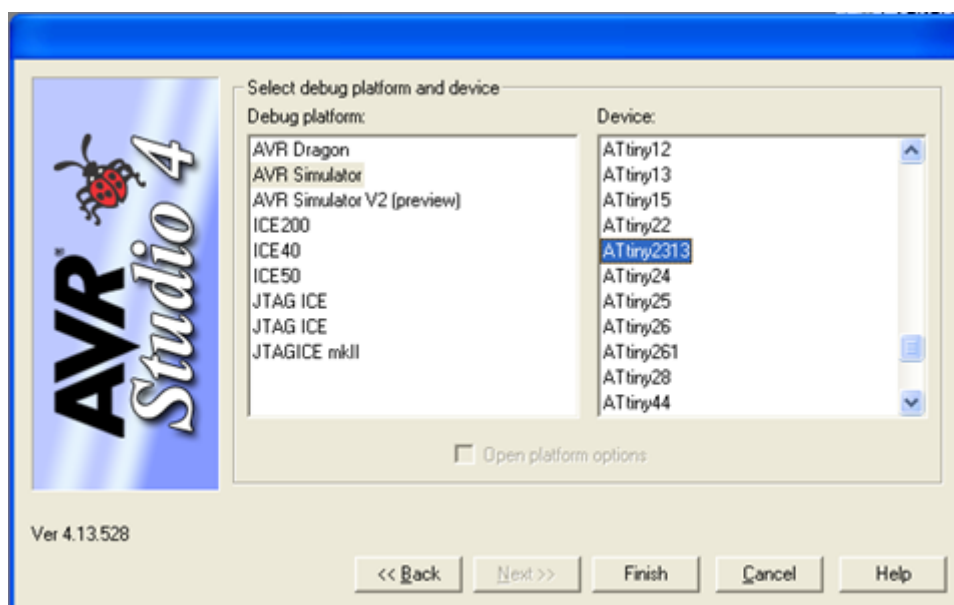 Select debug platform and device
Debug platform:
AVR Dragon
AVR Simulator
AVR Simulator V2 (preview)
ICE200
ICE40
ICE50
JTAG ICE
JTAG ICE
JTAGICE mkII
Device:
ATtiny12
ATtiny13
ATtiny15
ATtiny22
ATtiny2313
ATtiny24
ATtiny25
ATtiny26
ATtiny261
ATtiny28
ATtiny44
Open platform options
AVR®
Studio 4
Ver 4.13.528
<< Back
Next >>
Finish
Cancel
Help